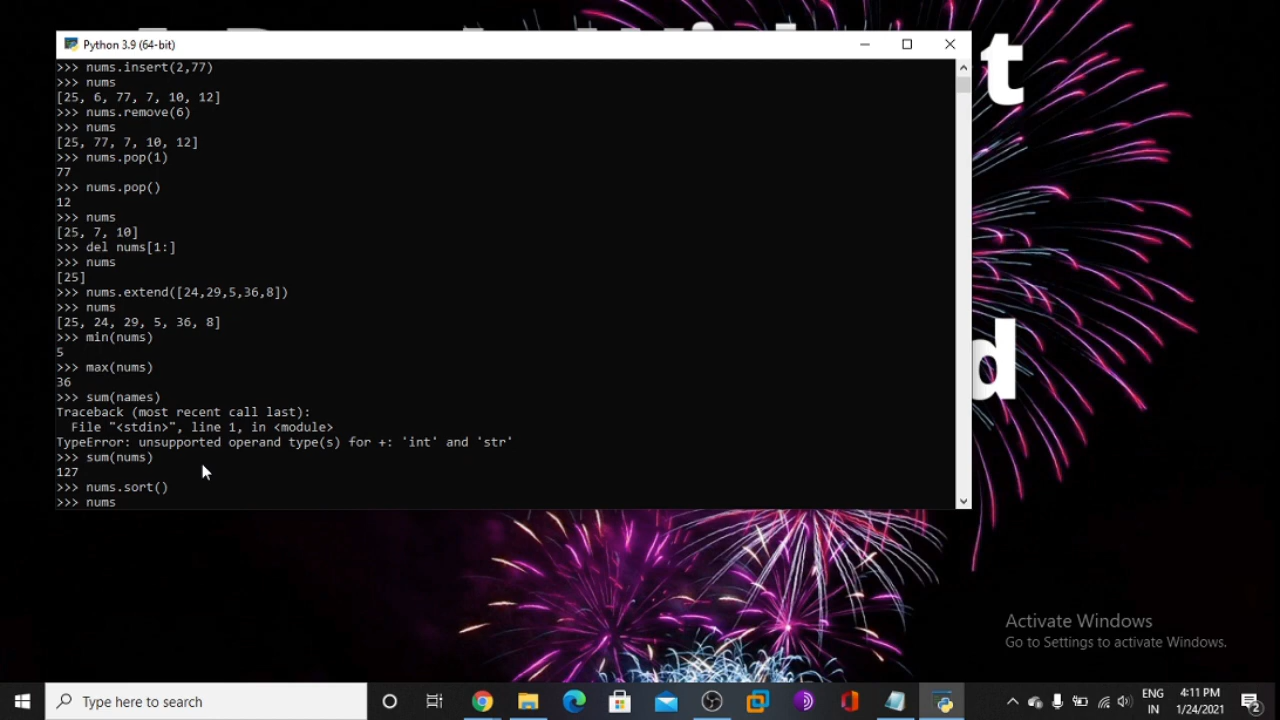 Python 3.9 (64-bit)
>>> nums.insert(2,77)
>>> nums
[25, 6, 77, 7, 10, 12]
>>> nums.remove(6)
>>> nums
[25, 77, 7, 10, 12]
>>> nums.pop(1)
77
>>> nums.pop()
12
>>> nums
[25, 7, 10]
>>> del nums[1:]
>>> nums
[25]
>>> nums.extend([24,29,5,36,8])
>>> nums
[25, 24, 29, 5, 36, 8]
>>> min(nums)
5
>>> max(nums)
36
>>> sum(names)
Traceback (most recent call last):
  File "<stdin>", line 1, in <module>
TypeError: unsupported operand type(s) for +: 'int' and 'str'
>>> sum(nums)
127
>>> nums.sort()
>>> nums
t
d
Activate Windows
Go to Settings to activate Windows.
Type here to search
ENG
IN
4:11 PM
1/24/2021
2